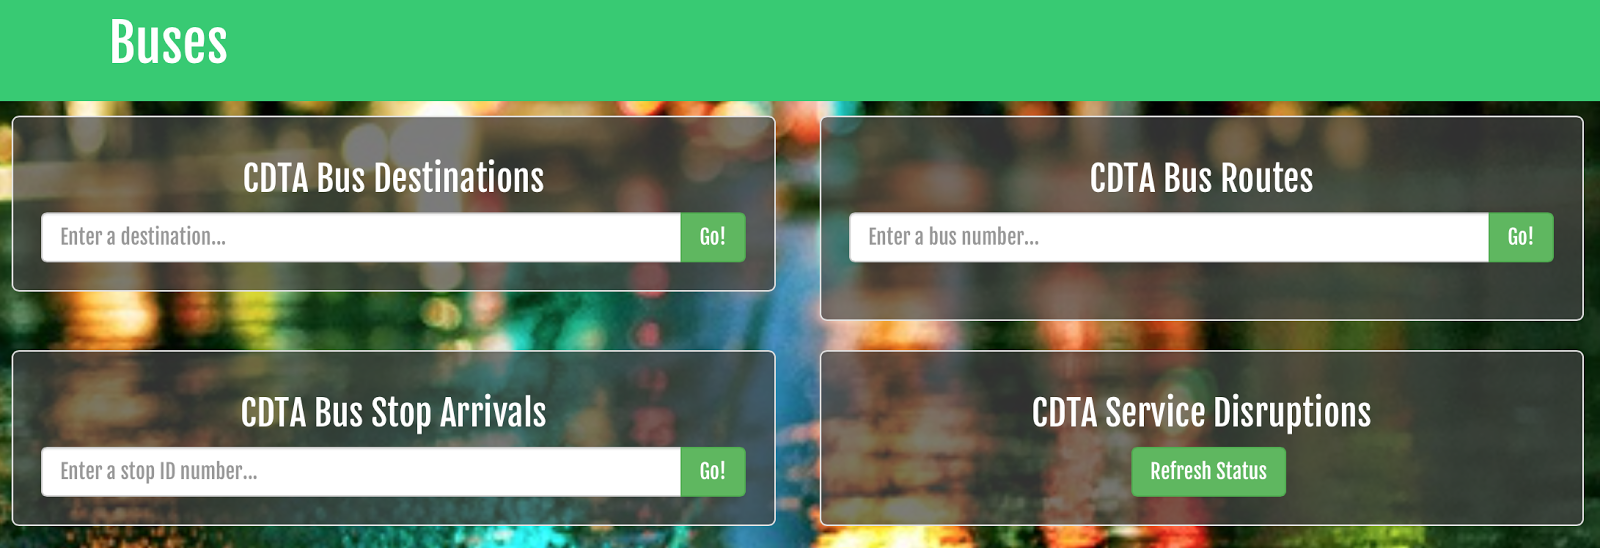 Buses
CDTA Bus Destinations
Enter a destination...
Go!
CDTA Bus Routes
Enter a bus number...
Go!
CDTA Bus Stop Arrivals
Enter a stop ID number...
Go!
CDTA Service Disruptions
Refresh Status